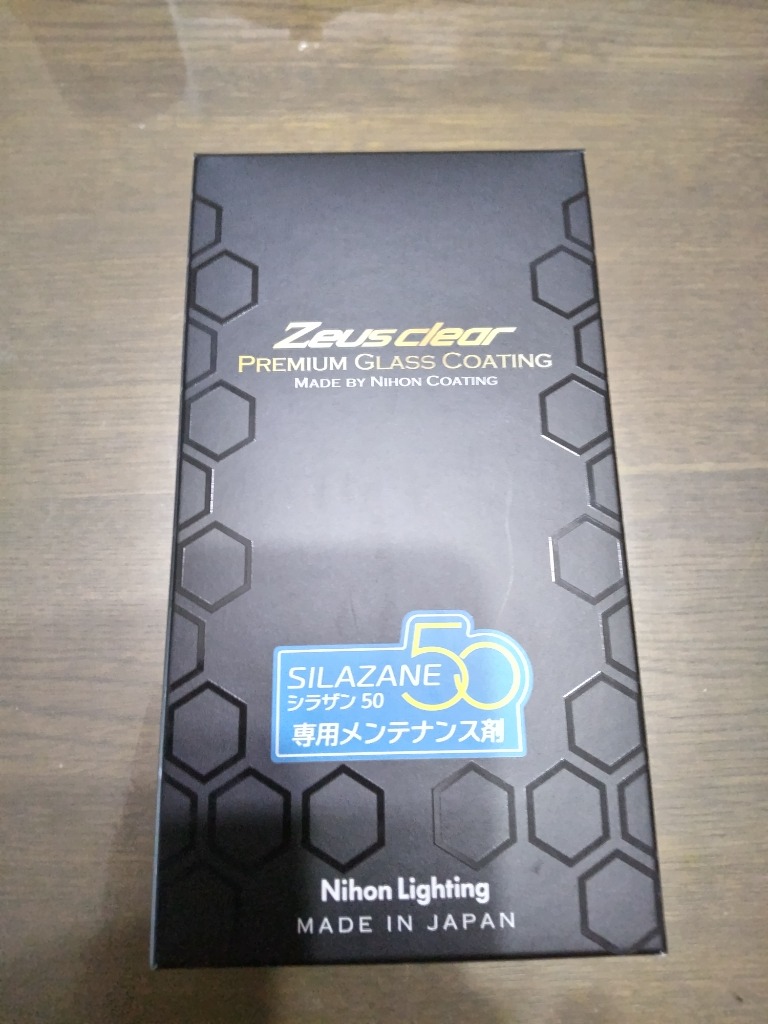 Zeus clear
PREMIUM GLASS COATING
MADE BY NIHON COATING
SILAZANE 50
シラザン 50
専用メンテナンス剤
Nihon Lighting
MADE IN JAPAN